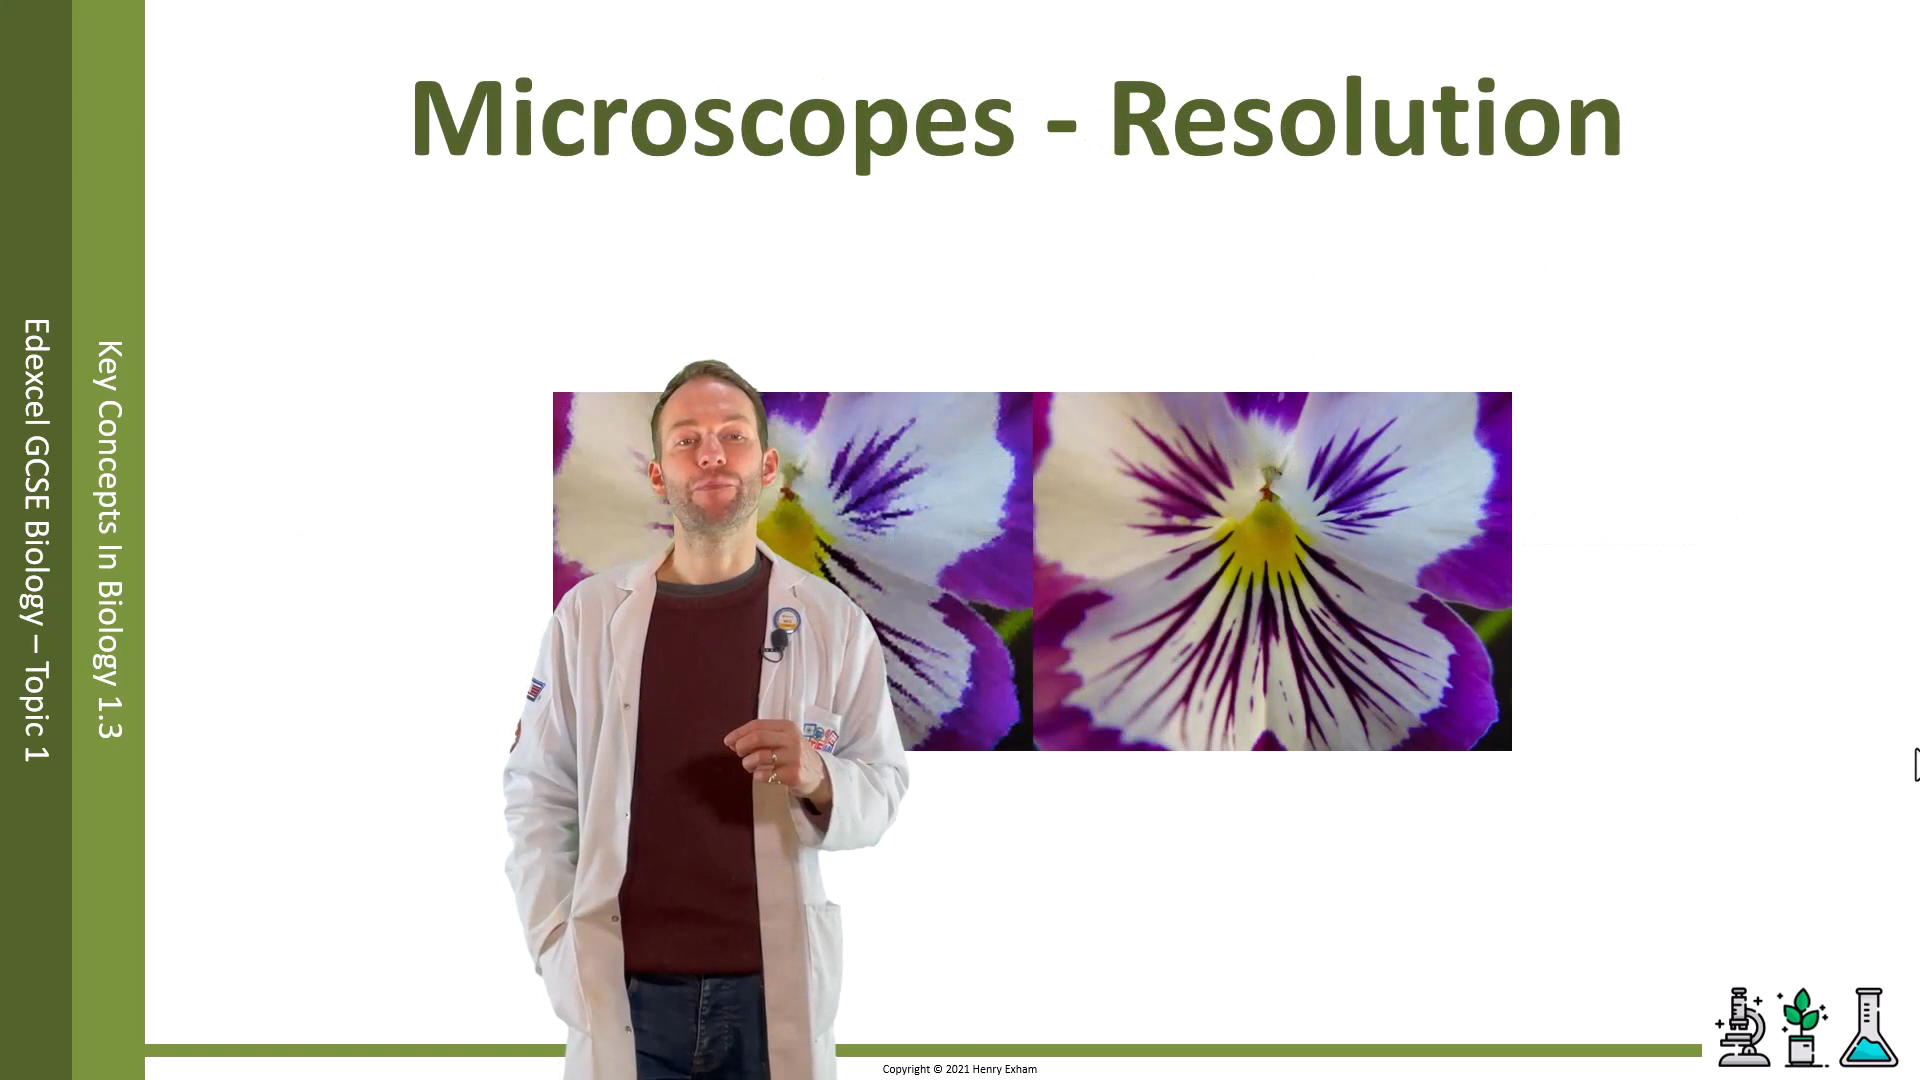 Microscopes - Resolution
Key Concepts In Biology 1.3
Edexcel GCSE Biology – Topic 1
Copyright © 2021 Henry Exham